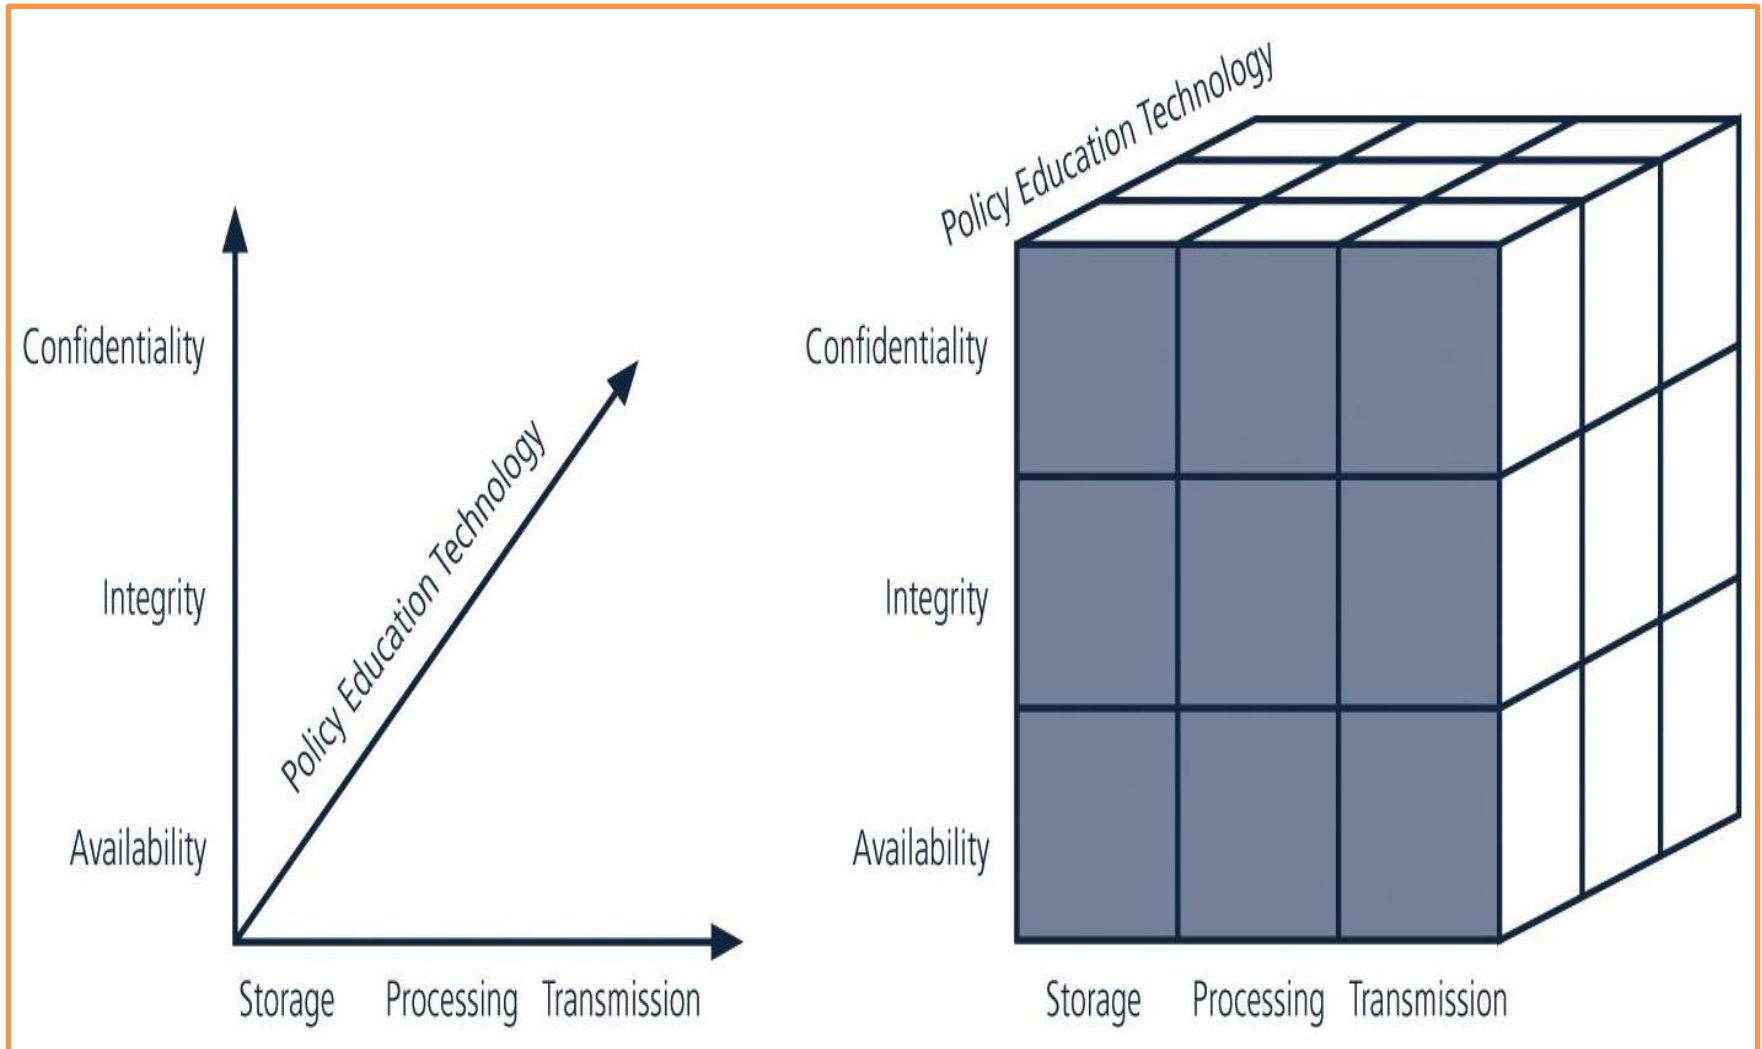 Confidentiality
Integrity
Availability
Policy Education Technology
Storage Processing Transmission
Policy Education Technology
Confidentiality
Integrity
Availability
Storage Processing Transmission